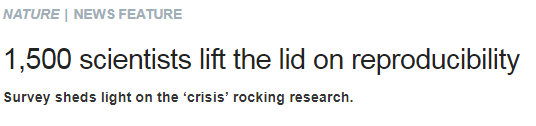 NATURE | NEWS FEATURE
1,500 scientists lift the lid on reproducibility
Survey sheds light on the ‘crisis’ rocking research.